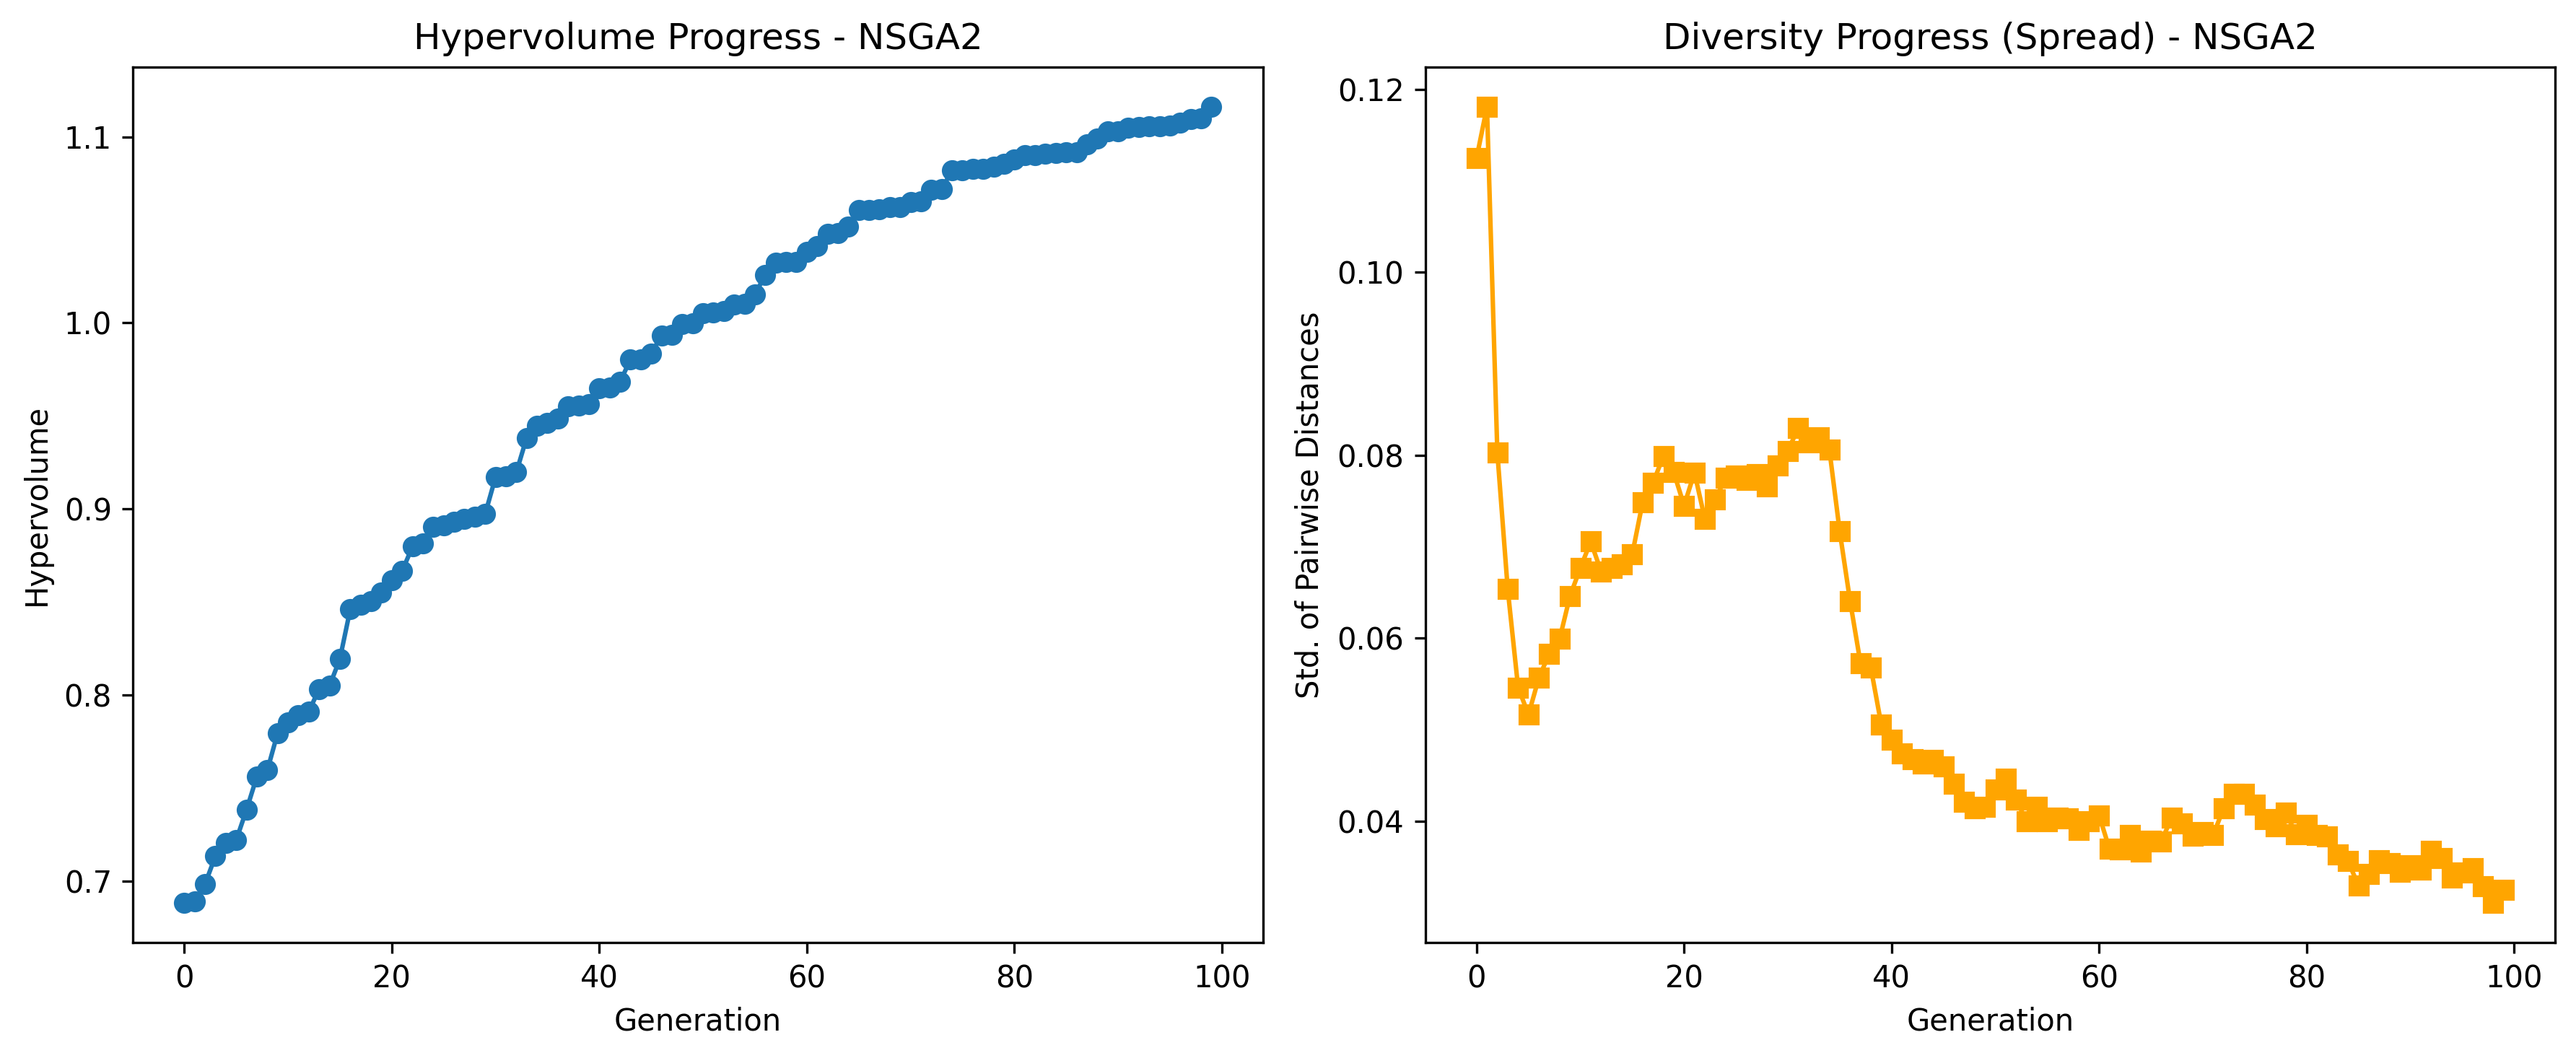 Hypervolume Progress - NSGA2
Hypervolume
1.1
1.0
0.9
0.8
0.7
0 20 40 60 80 100
Generation
Diversity Progress (Spread) - NSGA2
Std. of Pairwise Distances
0.12
0.10
0.08
0.06
0.04
0 20 40 60 80 100
Generation